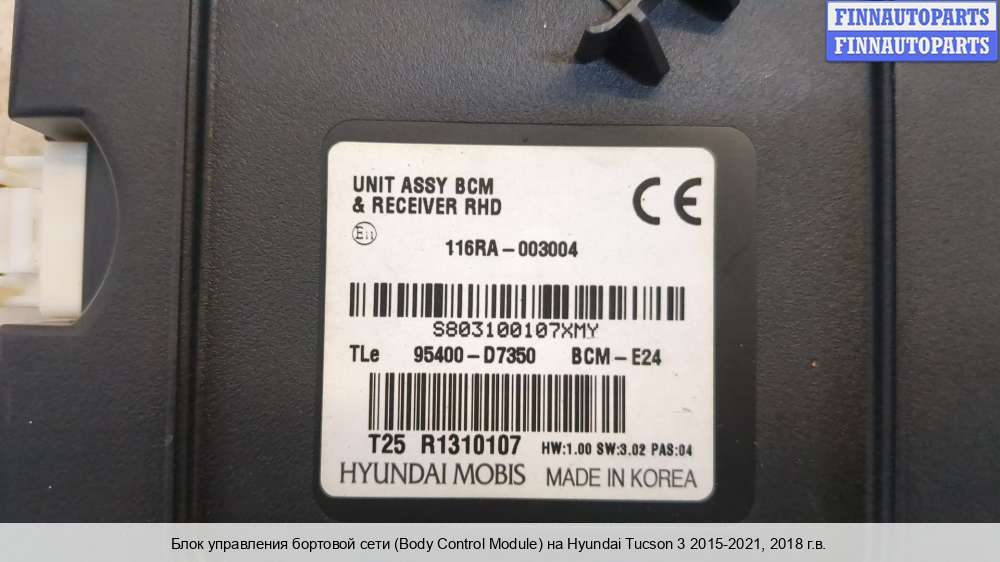 FINNAUTOPARTS
FINNAUTOPARTS
UNIT ASSY BCM
& RECEIVER RHD
CE
E11
116RA-003004
S803100107XMY
TLe 95400-D7350 BCM-E24
T25 R1310107 HW:1.00 SW:3.02 PAS:04
HYUNDAI MOBIS MADE IN KOREA
Блок управления бортовой сети (Body Control Module) на Hyundai Tucson 3 2015-2021, 2018 г.в.